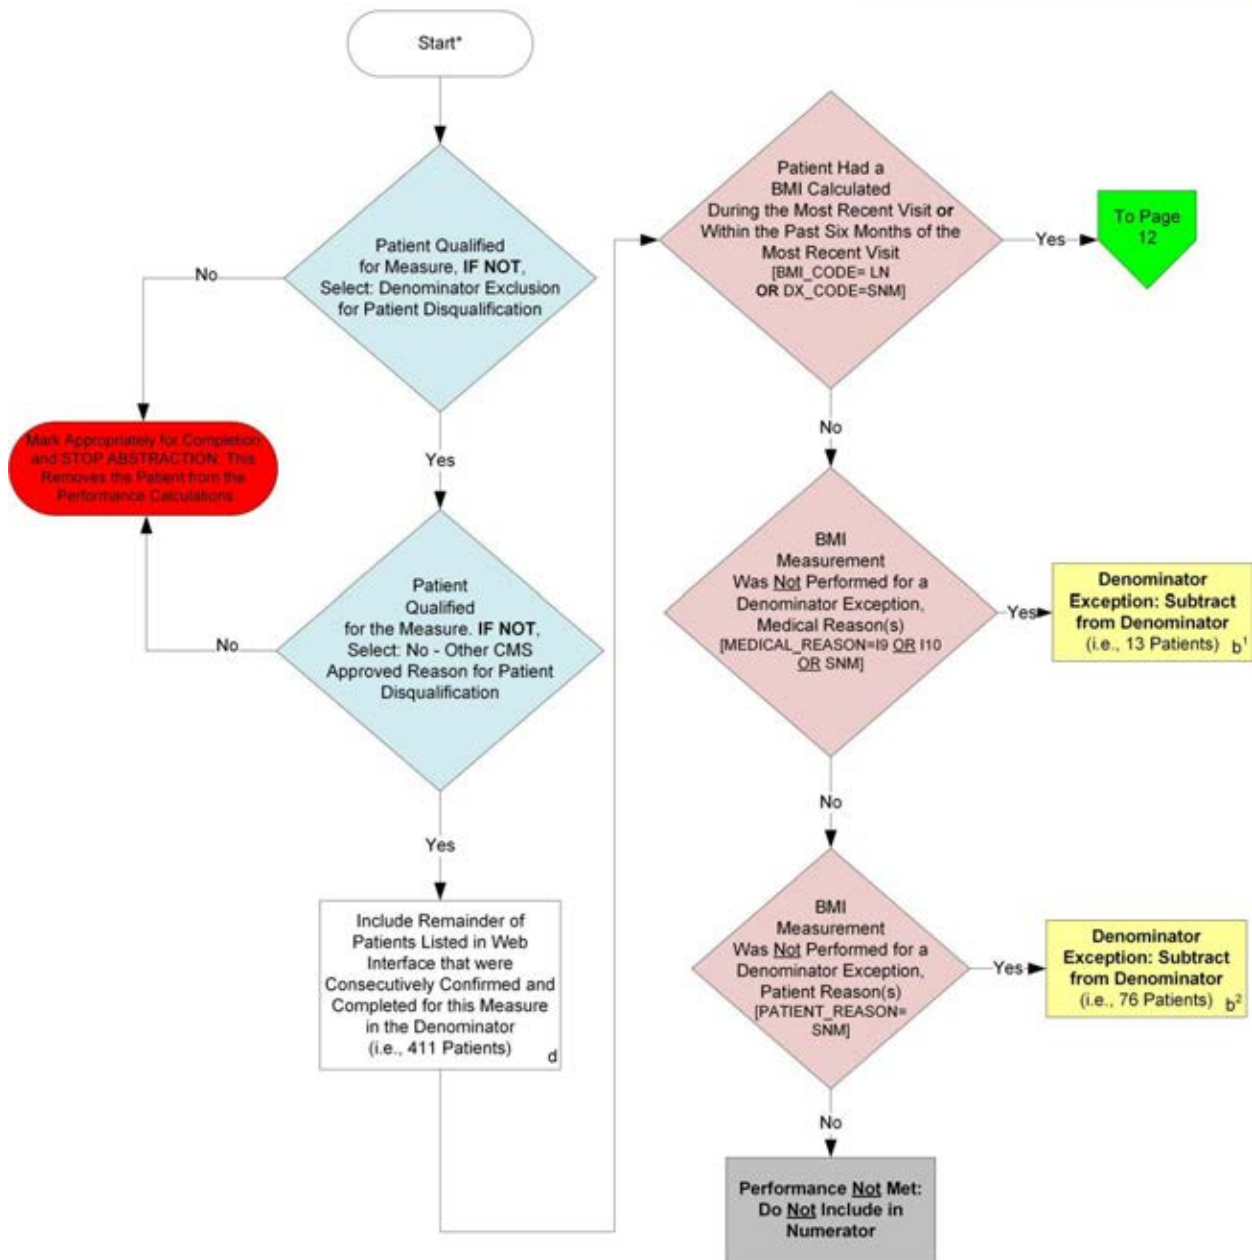 Start*
Patient Qualified
for Measure, IF NOT,
Select: Denominator Exclusion
for Patient Disqualification
No
Mark Appropriately for Completion
and STOP ABSTRACTION. This
Removes the Patient from the
Performance Calculations
Yes
Patient
Qualified
for the Measure. IF NOT,
Select: No - Other CMS
Approved Reason for Patient
Disqualification
No
Yes
Include Remainder of
Patients Listed in Web
Interface that were
Consecutively Confirmed and
Completed for this Measure
in the Denominator
(i.e., 411 Patients)
d
Patient Had a
BMI Calculated
During the Most Recent Visit or
Within the Past Six Months of the
Most Recent Visit
[BMI_CODE= LN
OR DX_CODE=SNM]
Yes
To Page
12
No
BMI
Measurement
Was Not Performed for a
Denominator Exception,
Medical Reason(s)
[MEDICAL_REASON=I9 OR I10
OR SNM]
Yes
Denominator
Exception: Subtract
from Denominator
(i.e., 13 Patients) b¹
No
BMI
Measurement
Was Not Performed for a
Denominator Exception,
Patient Reason(s)
[PATIENT_REASON=
SNM]
Yes
Denominator
Exception: Subtract
from Denominator
(i.e., 76 Patients) b²
No
Performance Not Met:
Do Not Include in
Numerator